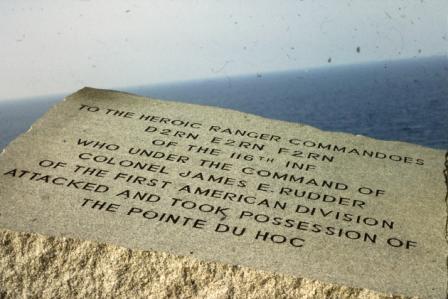 TO THE HEROIC RANGER COMMANDOES
D2RN E2RN F2RN
OF THE 116TH INF
WHO UNDER THE COMMAND OF
COLONEL JAMES E. RUDDER
OF THE FIRST AMERICAN DIVISION
ATTACKED AND TOOK POSSESSION OF
THE POINTE DU HOC